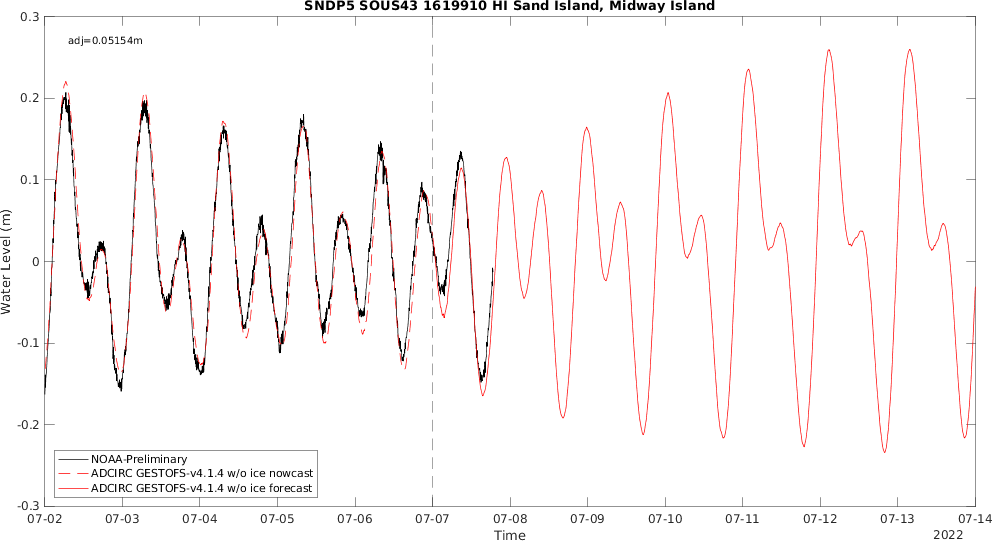 SNDP5 SOUS43 1619910 HI Sand Island, Midway Island
adj=0.05154m
0.3
0.2
0.1
0
-0.1
-0.2
-0.3
Water Level (m)
NOAA-Preliminary
ADCIRC GESTOFS-v4.1.4 w/o ice nowcast
ADCIRC GESTOFS-v4.1.4 w/o ice forecast
07-02 07-03 07-04 07-05 07-06 07-07 07-08 07-09 07-10 07-11 07-12 07-13 07-14
Time
2022